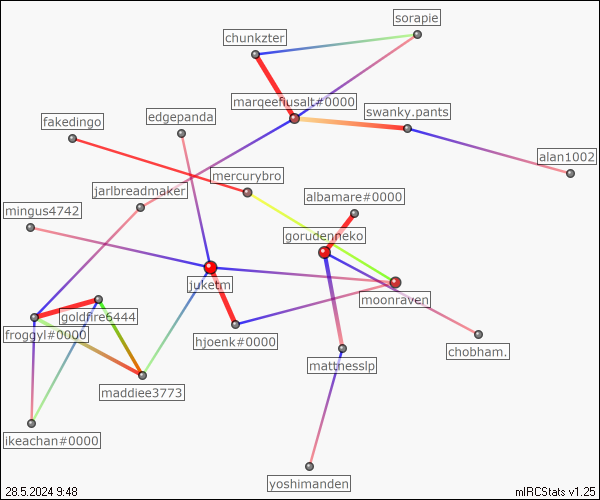 sorapie
chunkzter
marqeeflusalt#0000
swanky.pants
edgepanda
fakedingo
alan1002
mercurybro
jarlbreadmaker
albamare#0000
mingus4742
gorudenneko
juketm
moonraven
goldfire6444
froggyl#0000
hjoenk#0000
chobham.
mattnesslp
maddiee3773
ikeachan#0000
yoshimanden
28.5.2024 9:48
mIRCStats v1.25